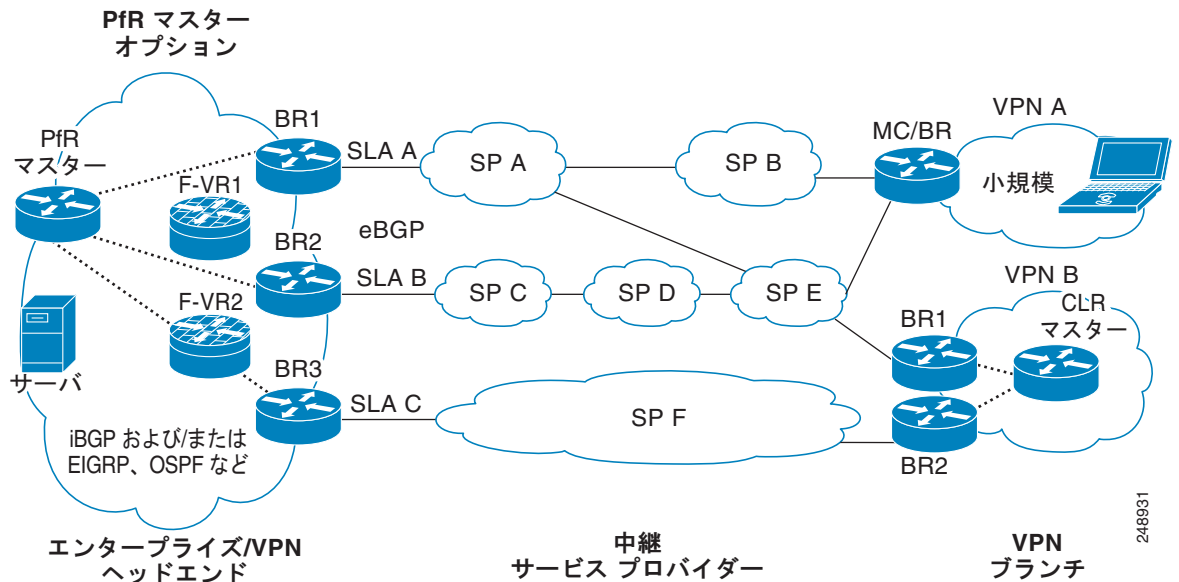 PfR マスター
オプション
PfR
マスター
BR1
F-VR1
SLA A
SP A
SP B
MC/BR
VPN A
小規模
eBGP
BR2
SLA B
SP C
SP D
SP E
F-VR2
サーバ
BR3
SLA C
SP F
VPN B
CLR
マスター
BR1
BR2
iBGP および/または
EIGRP、OSPF など
エンタープライズ/VPN
ヘッドエンド
中継
サービス プロバイダー
VPN
ブランチ
248931